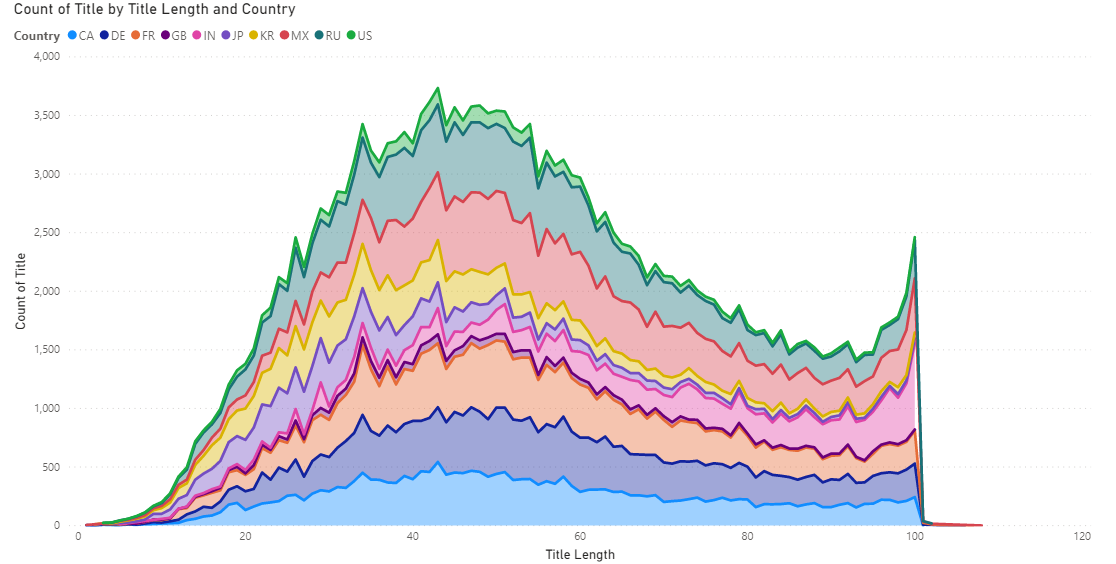 Count of Title by Title Length and Country
Country CA DE FR GB IN JP KR MX RU US
4,000
3,500
3,000
2,500
2,000
1,500
1,000
500
0
Count of Title
0 20 40 60 80 100 120
Title Length